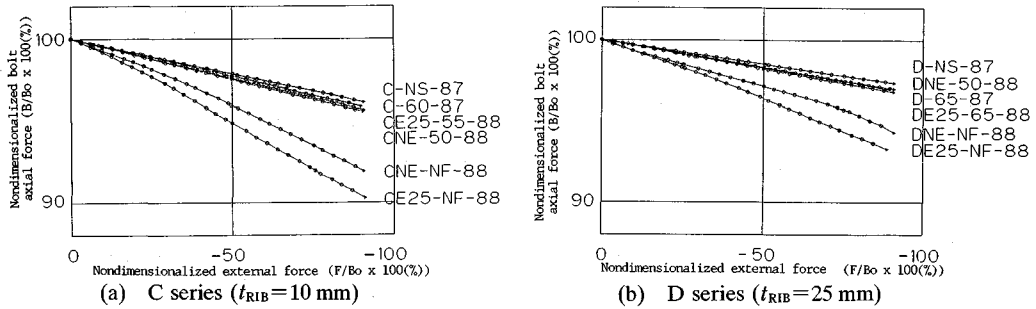 Nondimensionalized bolt
axial force (B/Bo x 100(%))
100
90
C-NS-87
C-60-87
CE25-55-88
CNE-50-88
CNE-NF-88
CE25-NF-88
0 -50 -100
Nondimensionalized external force (F/Bo x 100(%))
(a) C series (tRIB=10 mm)
Nondimensionalized bolt
axial force (B/Bo x 100(%))
100
90
D-NS-87
DNE-50-88
D-65-87
DE25-65-88
DNE-NF-88
DE25-NF-88
0 -50 -100
Nondimensionalized external force (F/Bo x 100(%))
(b) D series (tRIB=25 mm)